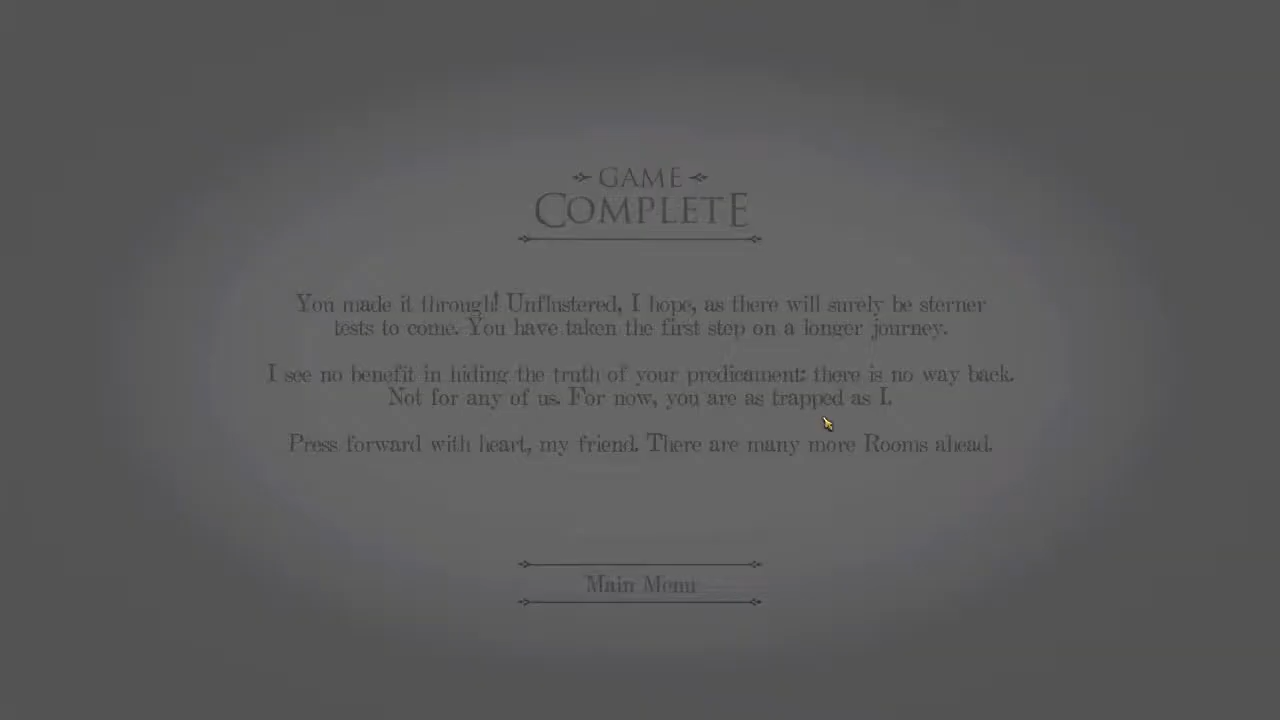 GAME
COMPLETE
You made it through! Unflustered, I hope, as there will surely be sterner
tests to come. You have taken the first step on a longer journey.
I see no benefit in hiding the truth of your predicament: there is no way back.
Not for any of us. For now, you are as trapped as I.
Press forward with heart, my friend. There are many more Rooms ahead.
Main Menu